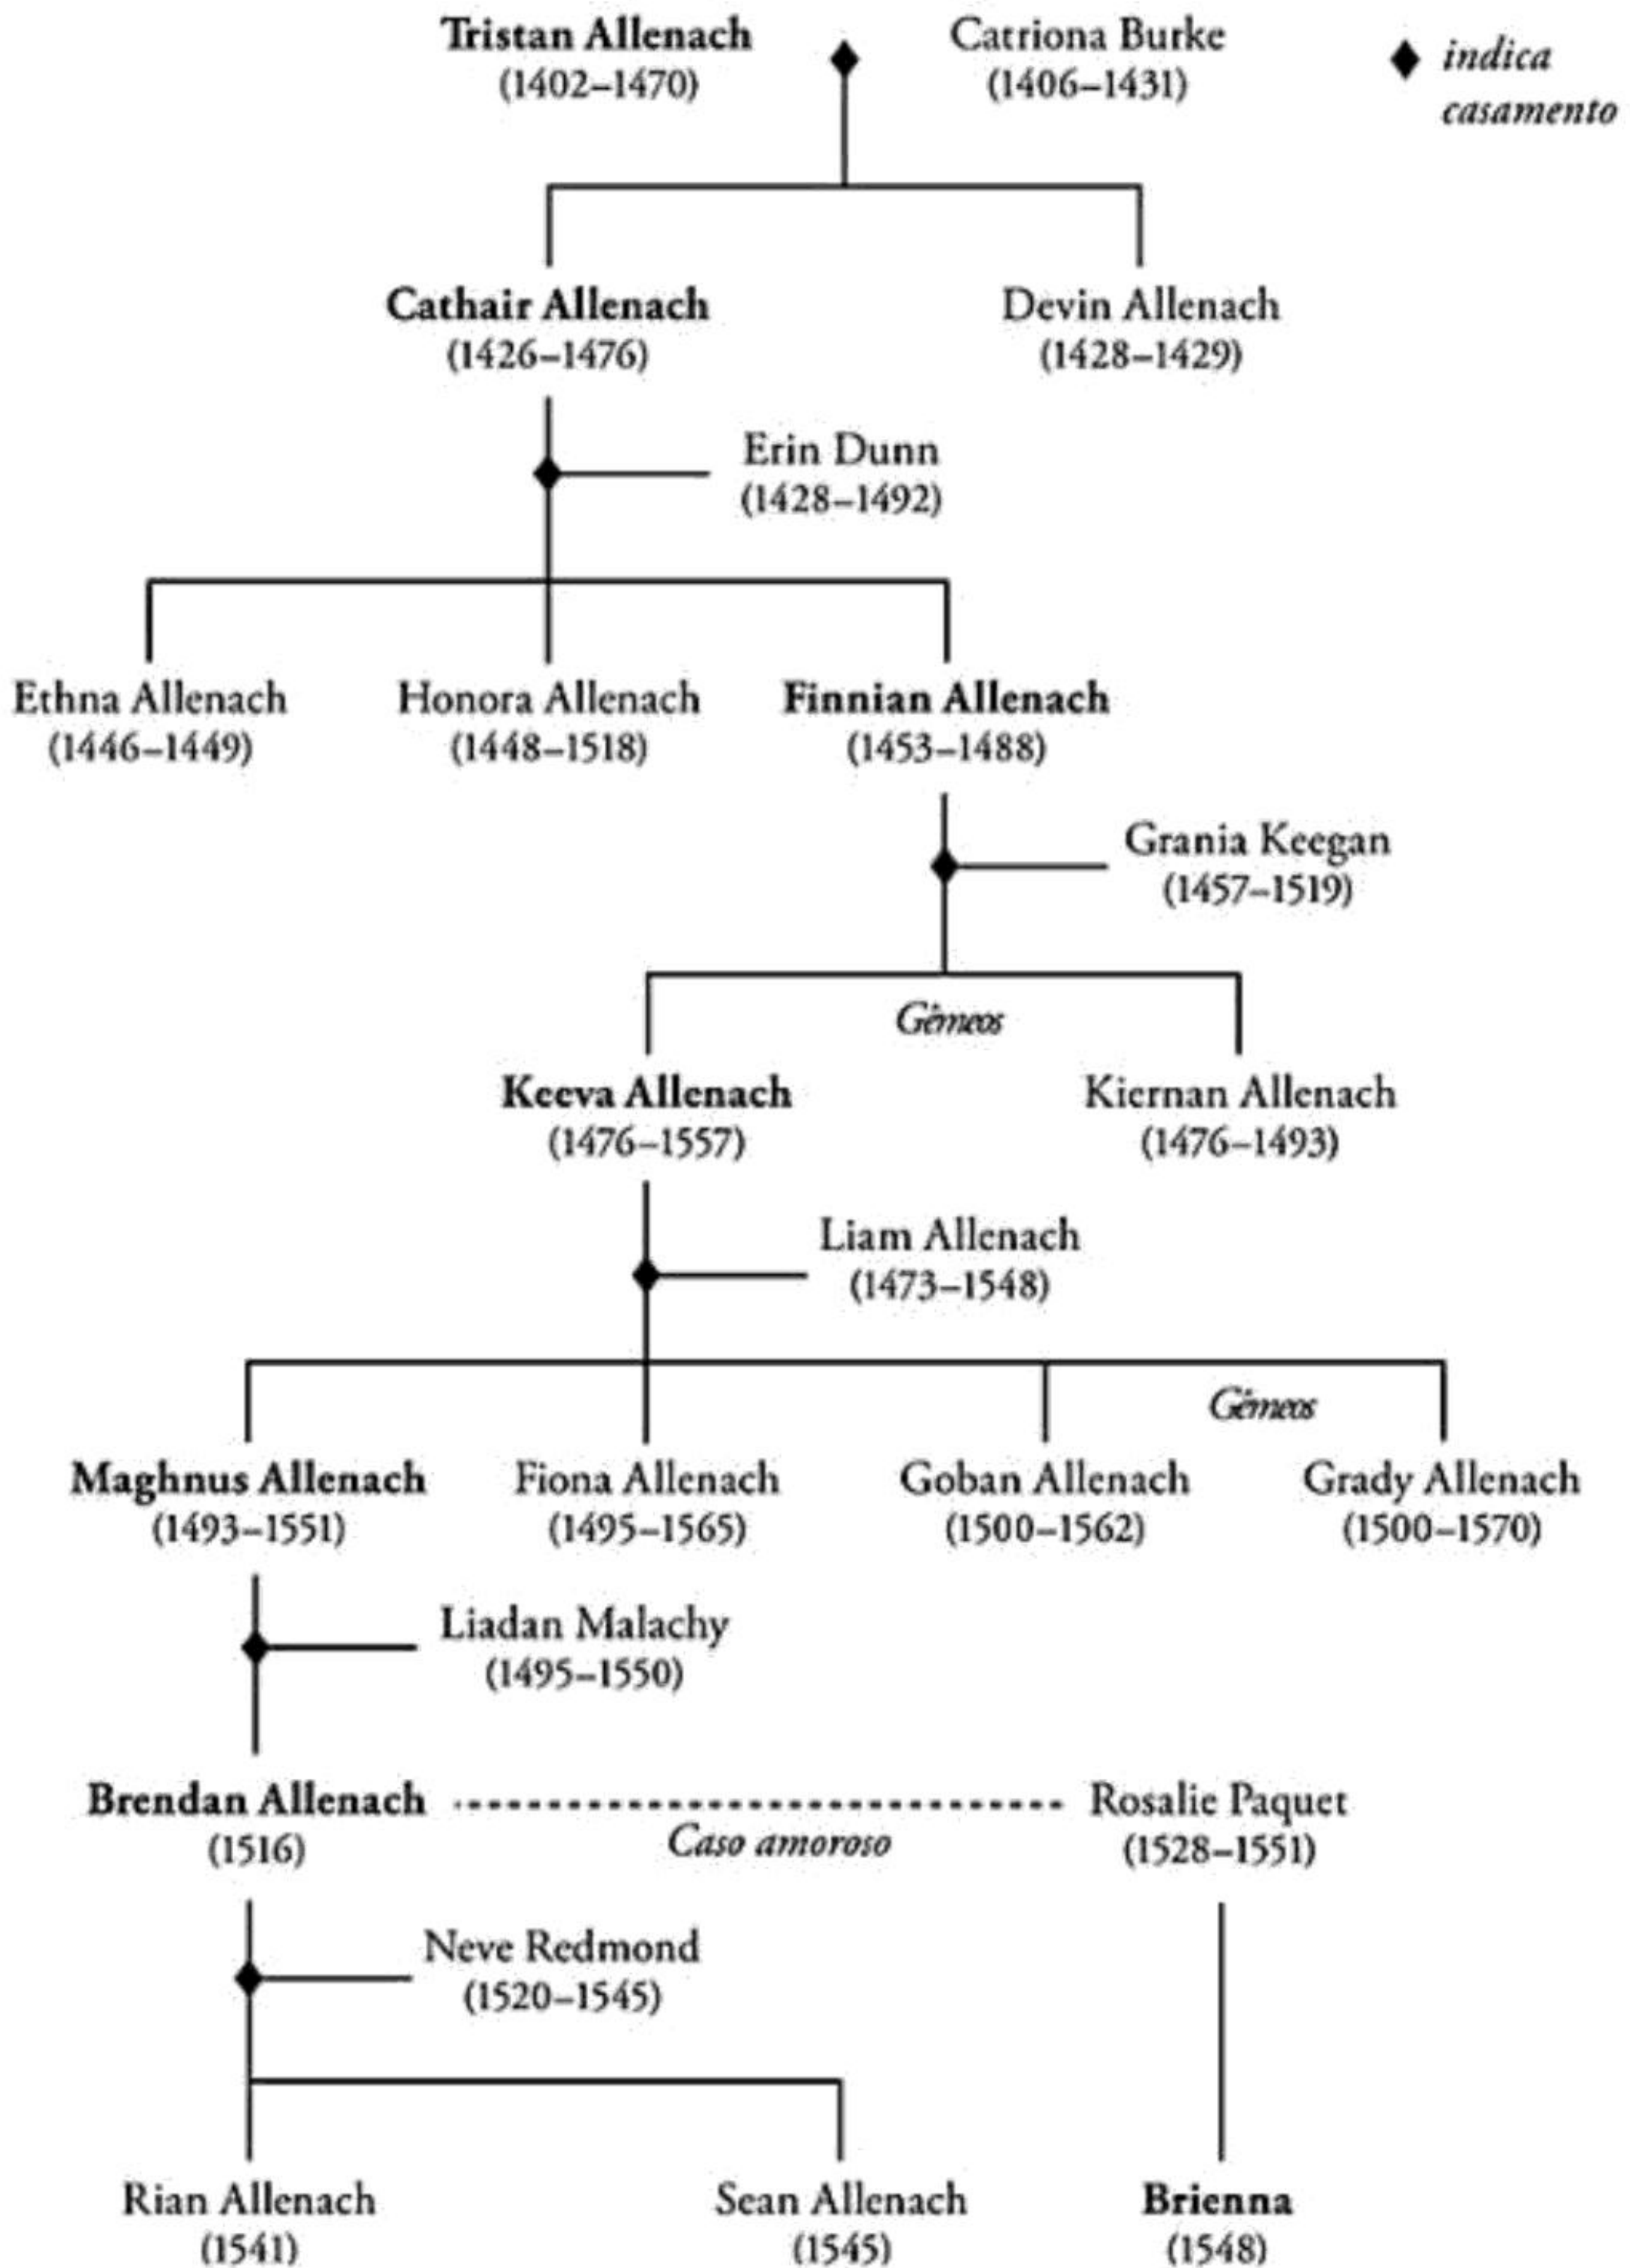 Tristan Allenach
(1402–1470)
Catriona Burke
(1406–1431)
indica
casamento
Cathair Allenach
(1426–1476)
Devin Allenach
(1428–1429)
Erin Dunn
(1428–1492)
Ethna Allenach
(1446–1449)
Honora Allenach
(1448–1518)
Finnian Allenach
(1453–1488)
Grania Keegan
(1457–1519)
Gêmeos
Keeva Allenach
(1476–1557)
Kiernan Allenach
(1476–1493)
Liam Allenach
(1473–1548)
Gêmeos
Maghnus Allenach
(1493–1551)
Fiona Allenach
(1495–1565)
Goban Allenach
(1500–1562)
Grady Allenach
(1500–1570)
Liadan Malachy
(1495–1550)
Brendan Allenach
(1516)
Caso amoroso
Rosalie Paquet
(1528–1551)
Neve Redmond
(1520–1545)
Rian Allenach
(1541)
Sean Allenach
(1545)
Brienna
(1548)